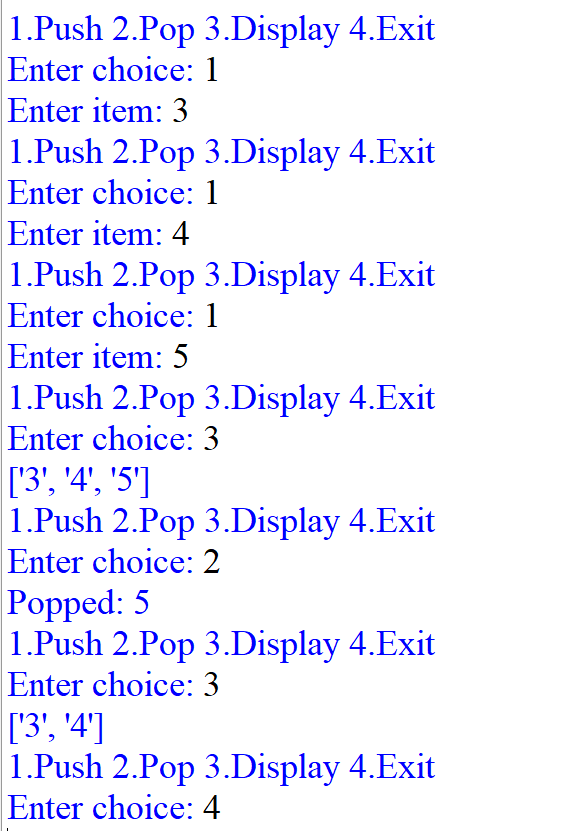 1.Push 2.Pop 3.Display 4.Exit
Enter choice: 1
Enter item: 3
1.Push 2.Pop 3.Display 4.Exit
Enter choice: 1
Enter item: 4
1.Push 2.Pop 3.Display 4.Exit
Enter choice: 1
Enter item: 5
1.Push 2.Pop 3.Display 4.Exit
Enter choice: 3
['3', '4', '5']
1.Push 2.Pop 3.Display 4.Exit
Enter choice: 2
Popped: 5
1.Push 2.Pop 3.Display 4.Exit
Enter choice: 3
['3', '4']
1.Push 2.Pop 3.Display 4.Exit
Enter choice: 4